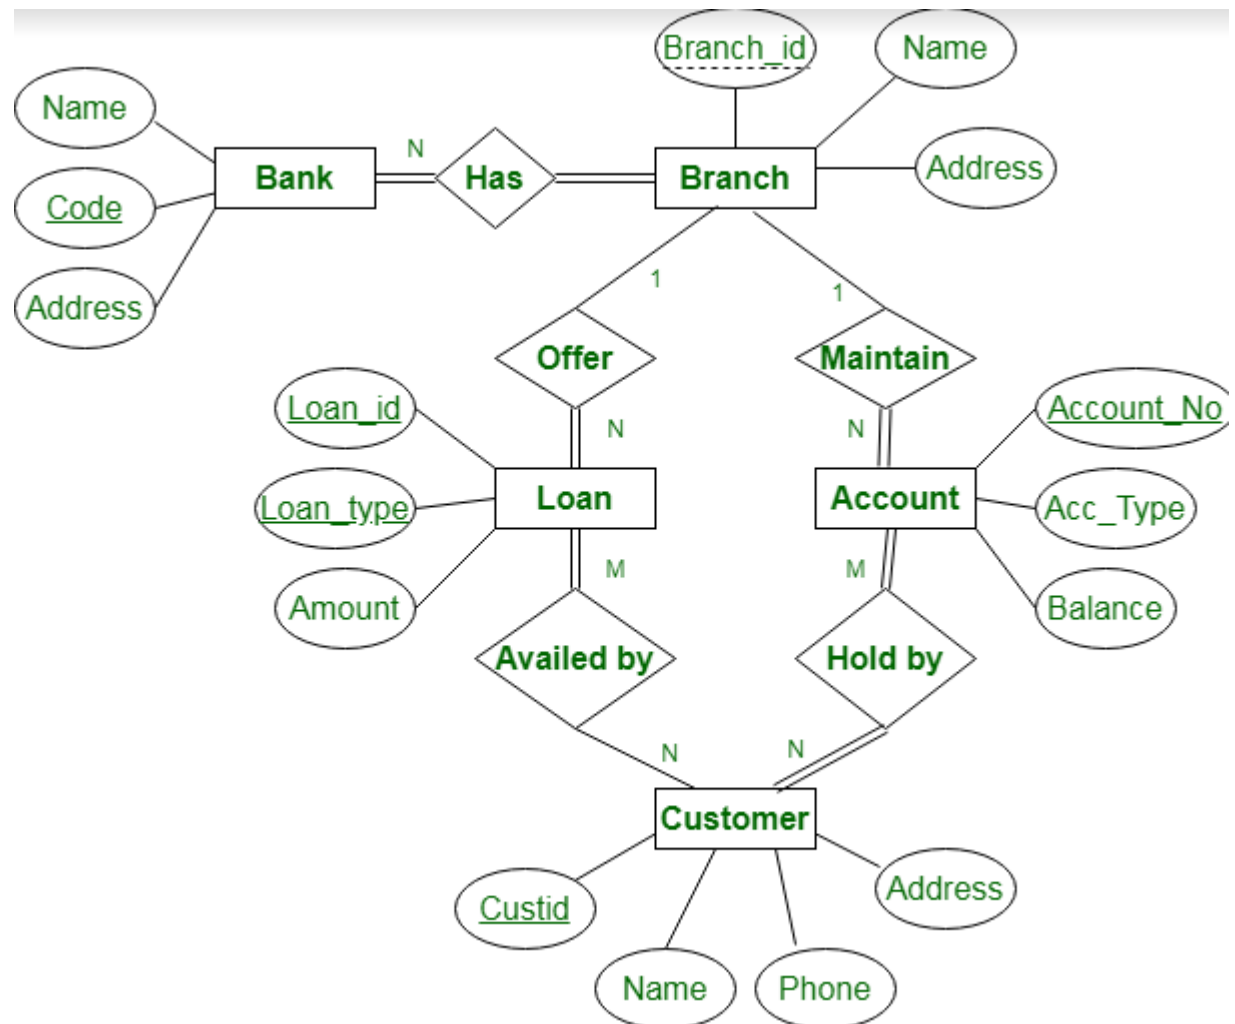 Branch_id
Name
Name
Bank
N
Has
Branch
Address
Code
Address
1
1
Offer
Maintain
Loan_id
N
N
Account_No
Loan_type
Loan
Account
Acc_Type
M
M
Amount
Balance
Availed by
Hold by
N
N
Customer
Custid
Address
Name
Phone